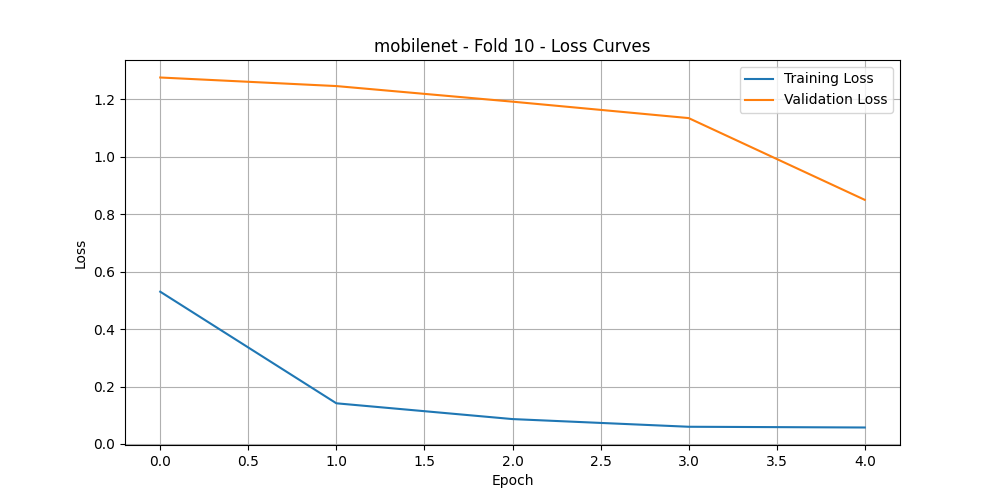 mobilenet - Fold 10 - Loss Curves
Training Loss
Validation Loss
1.2
1.0
0.8
0.6
0.4
0.2
0.0
Loss
0.0 0.5 1.0 1.5 2.0 2.5 3.0 3.5 4.0
Epoch